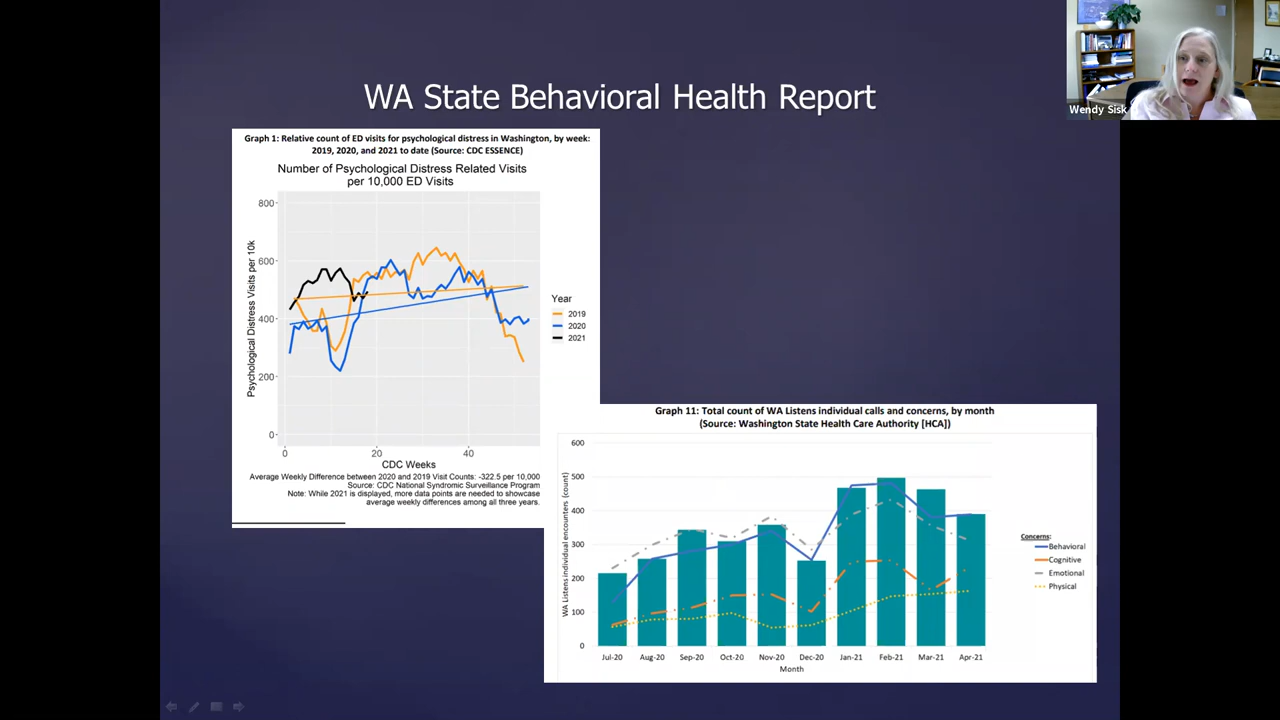 WA State Behavioral Health Report
Wendy Sisk
Graph 1: Relative count of ED visits for psychological distress in Washington, by week:
2019, 2020, and 2021 to date (Source: CDC ESSENCE)
Number of Psychological Distress Related Visits
per 10,000 ED Visits
Psychological Distress Visits per 10k
800
600
400
200
0
0 20 40
CDC Weeks
Year
2019
2020
2021
Average Weekly Difference between 2020 and 2019 Visit Counts: -322.5 per 10,000
Source: CDC National Syndromic Surveillance Program
Note: While 2021 is displayed, more data points are needed to showcase
average weekly differences among all three years.
Graph 11: Total count of WA Listens individual calls and concerns, by month
(Source: Washington State Health Care Authority [HCA])
WA Listens individual encounters (count)
600
500
400
300
200
100
0
Jul-20 Aug-20 Sep-20 Oct-20 Nov-20 Dec-20 Jan-21 Feb-21 Mar-21 Apr-21
Month
Concerns:
Behavioral
Cognitive
Emotional
Physical